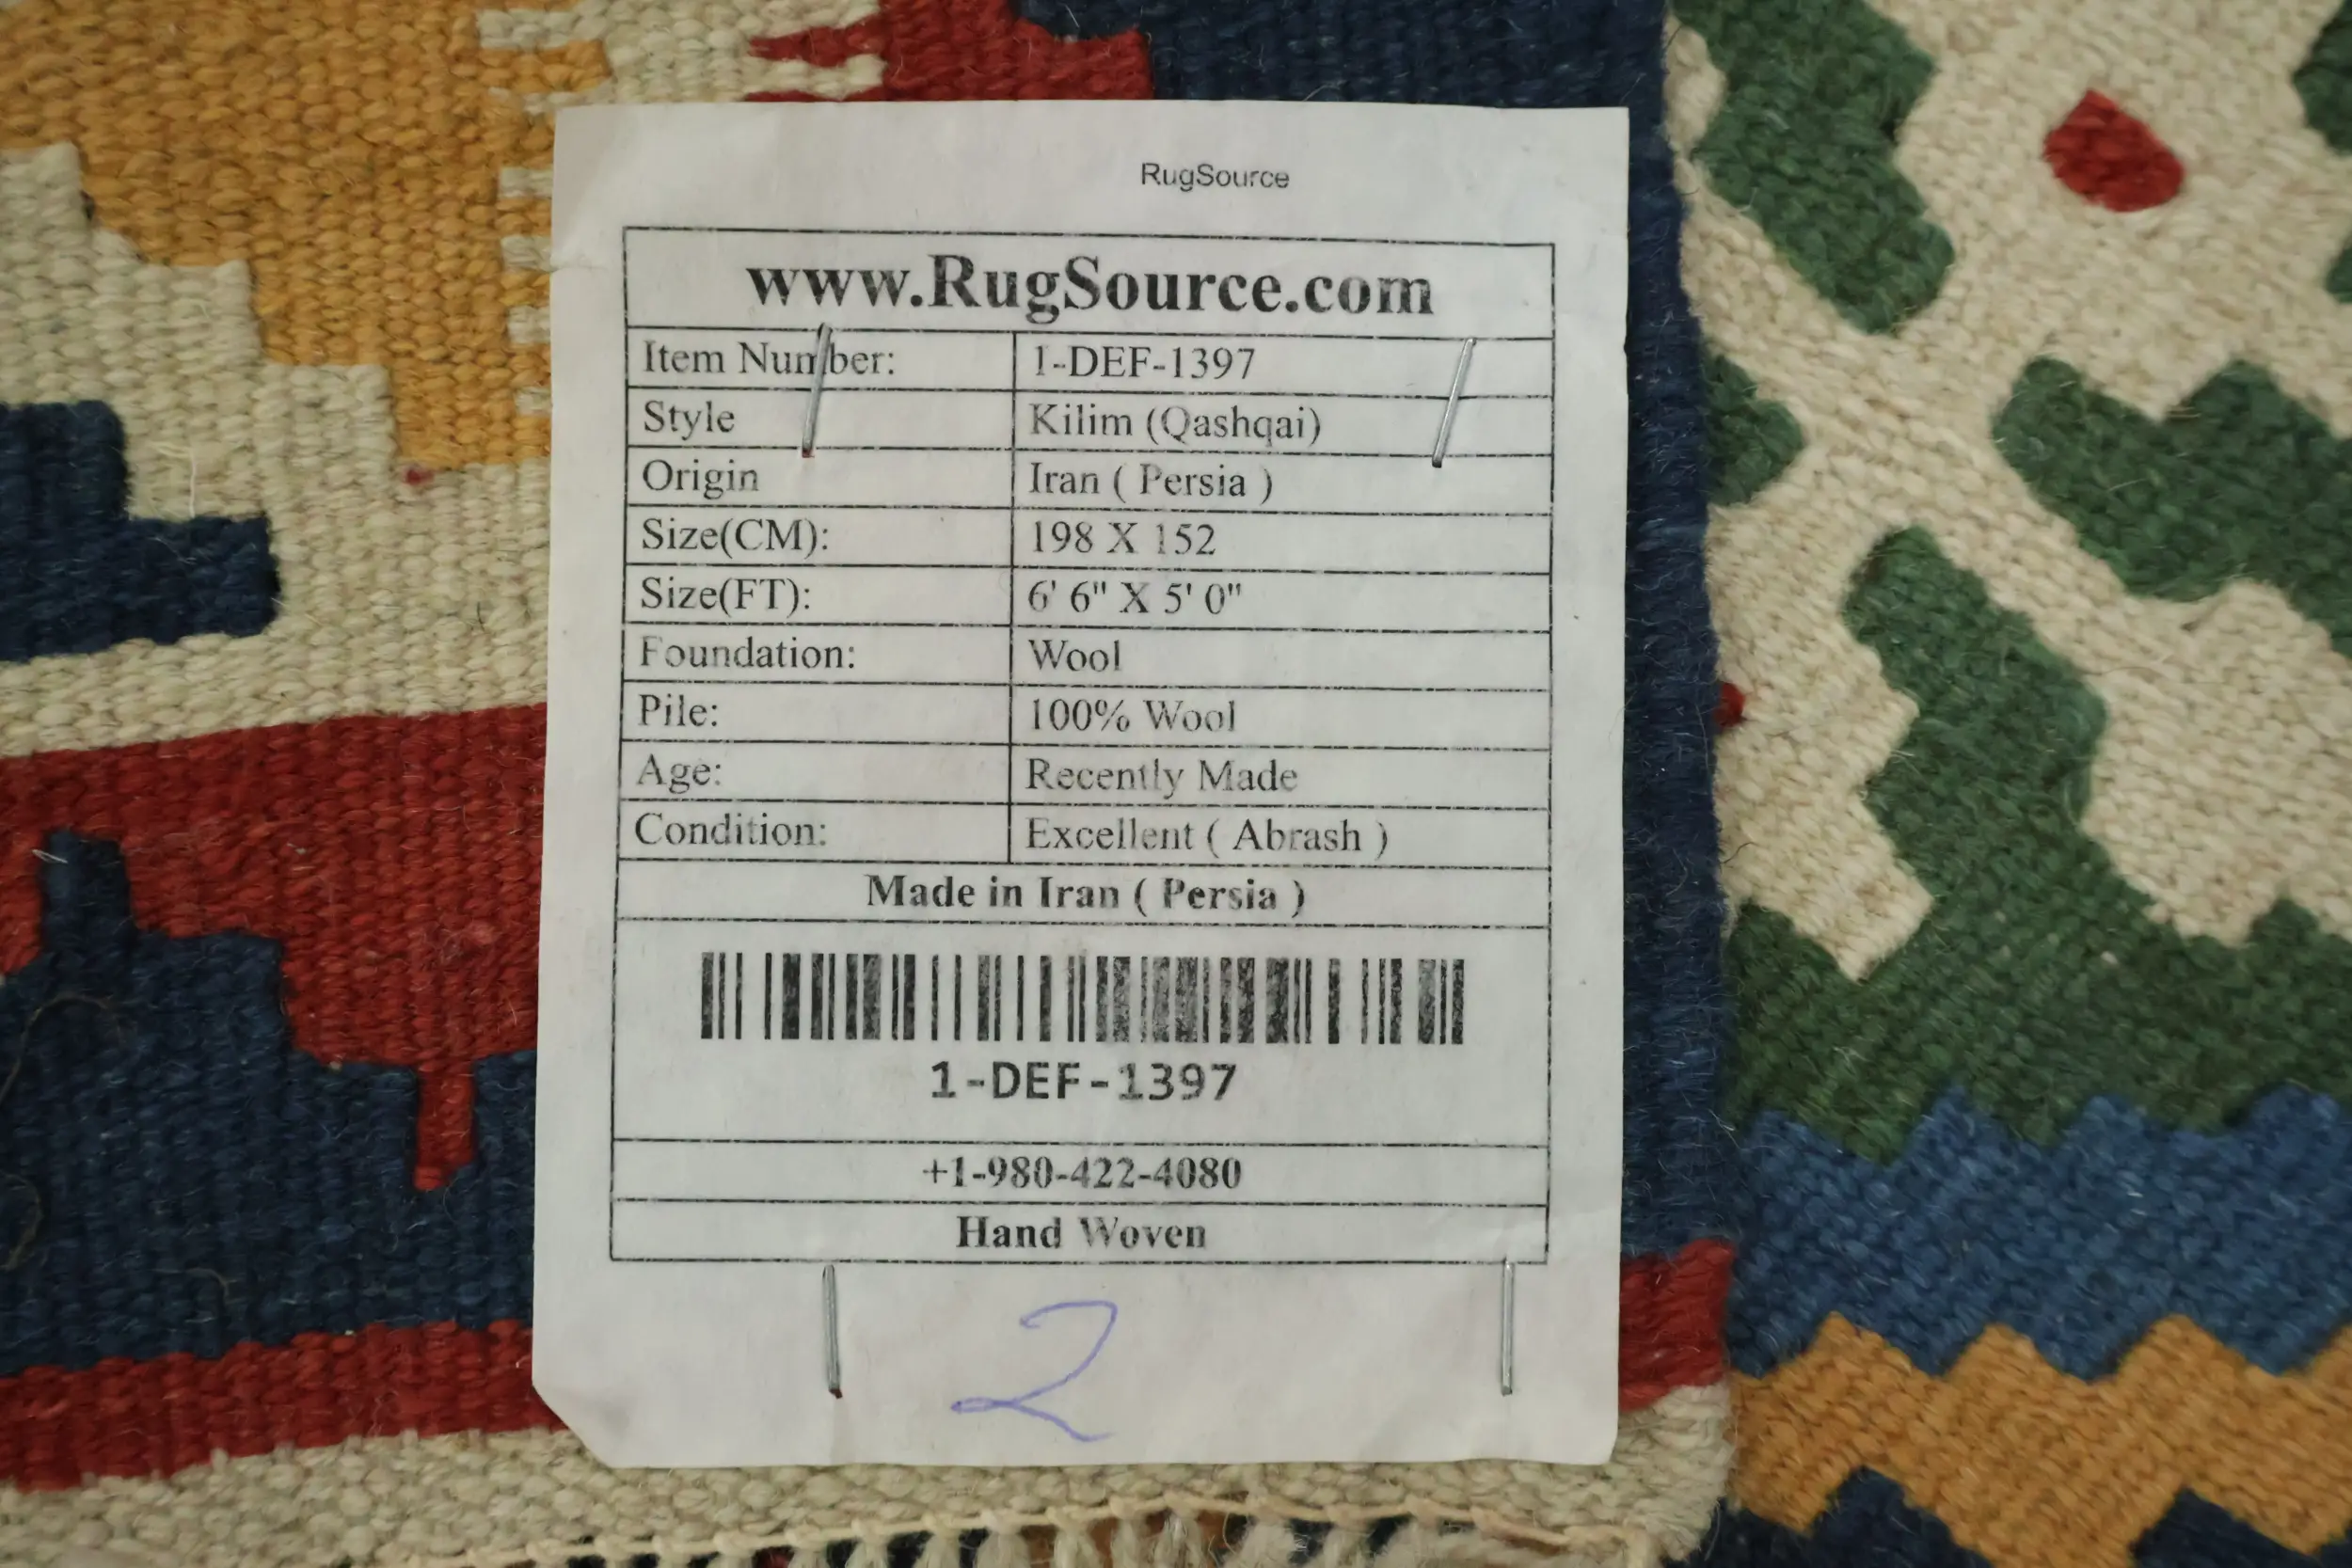 RugSource
www.RugSource.com
Item Number: 1-DEF-1397
Style Kilim (Qashqai)
Origin Iran ( Persia )
Size(CM): 198 X 152
Size(FT): 6' 6" X 5' 0"
Foundation: Wool
Pile: 100% Wool
Age: Recently Made
Condition: Excellent ( Abrash )
Made in Iran ( Persia )
1-DEF-1397
+1-980-422-4080
Hand Woven
2